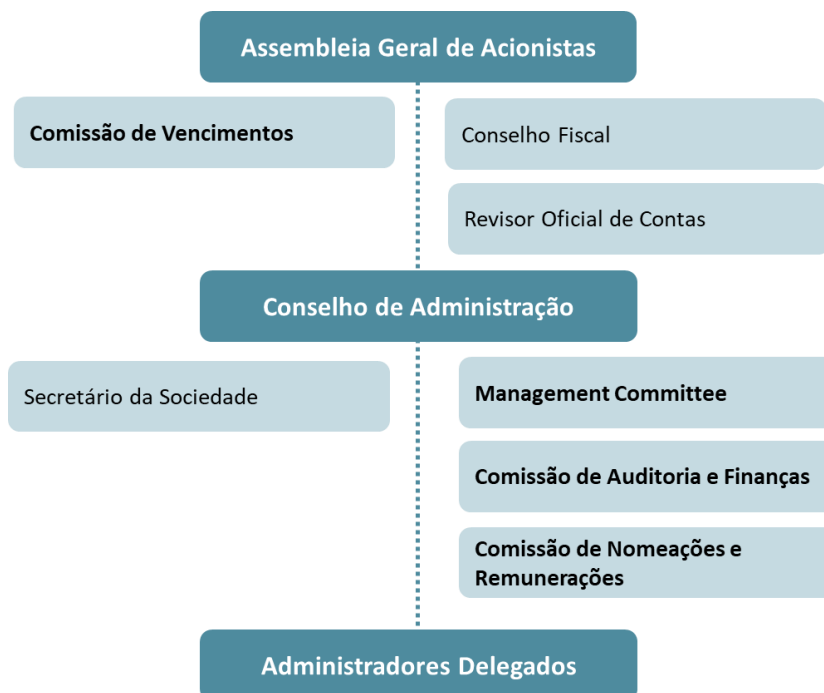 Assembleia Geral de Acionistas
Comissão de Vencimentos
Conselho Fiscal
Revisor Oficial de Contas
Conselho de Administração
Secretário da Sociedade
Management Committee
Comissão de Auditoria e Finanças
Comissão de Nomeações e
Remunerações
Administradores Delegados